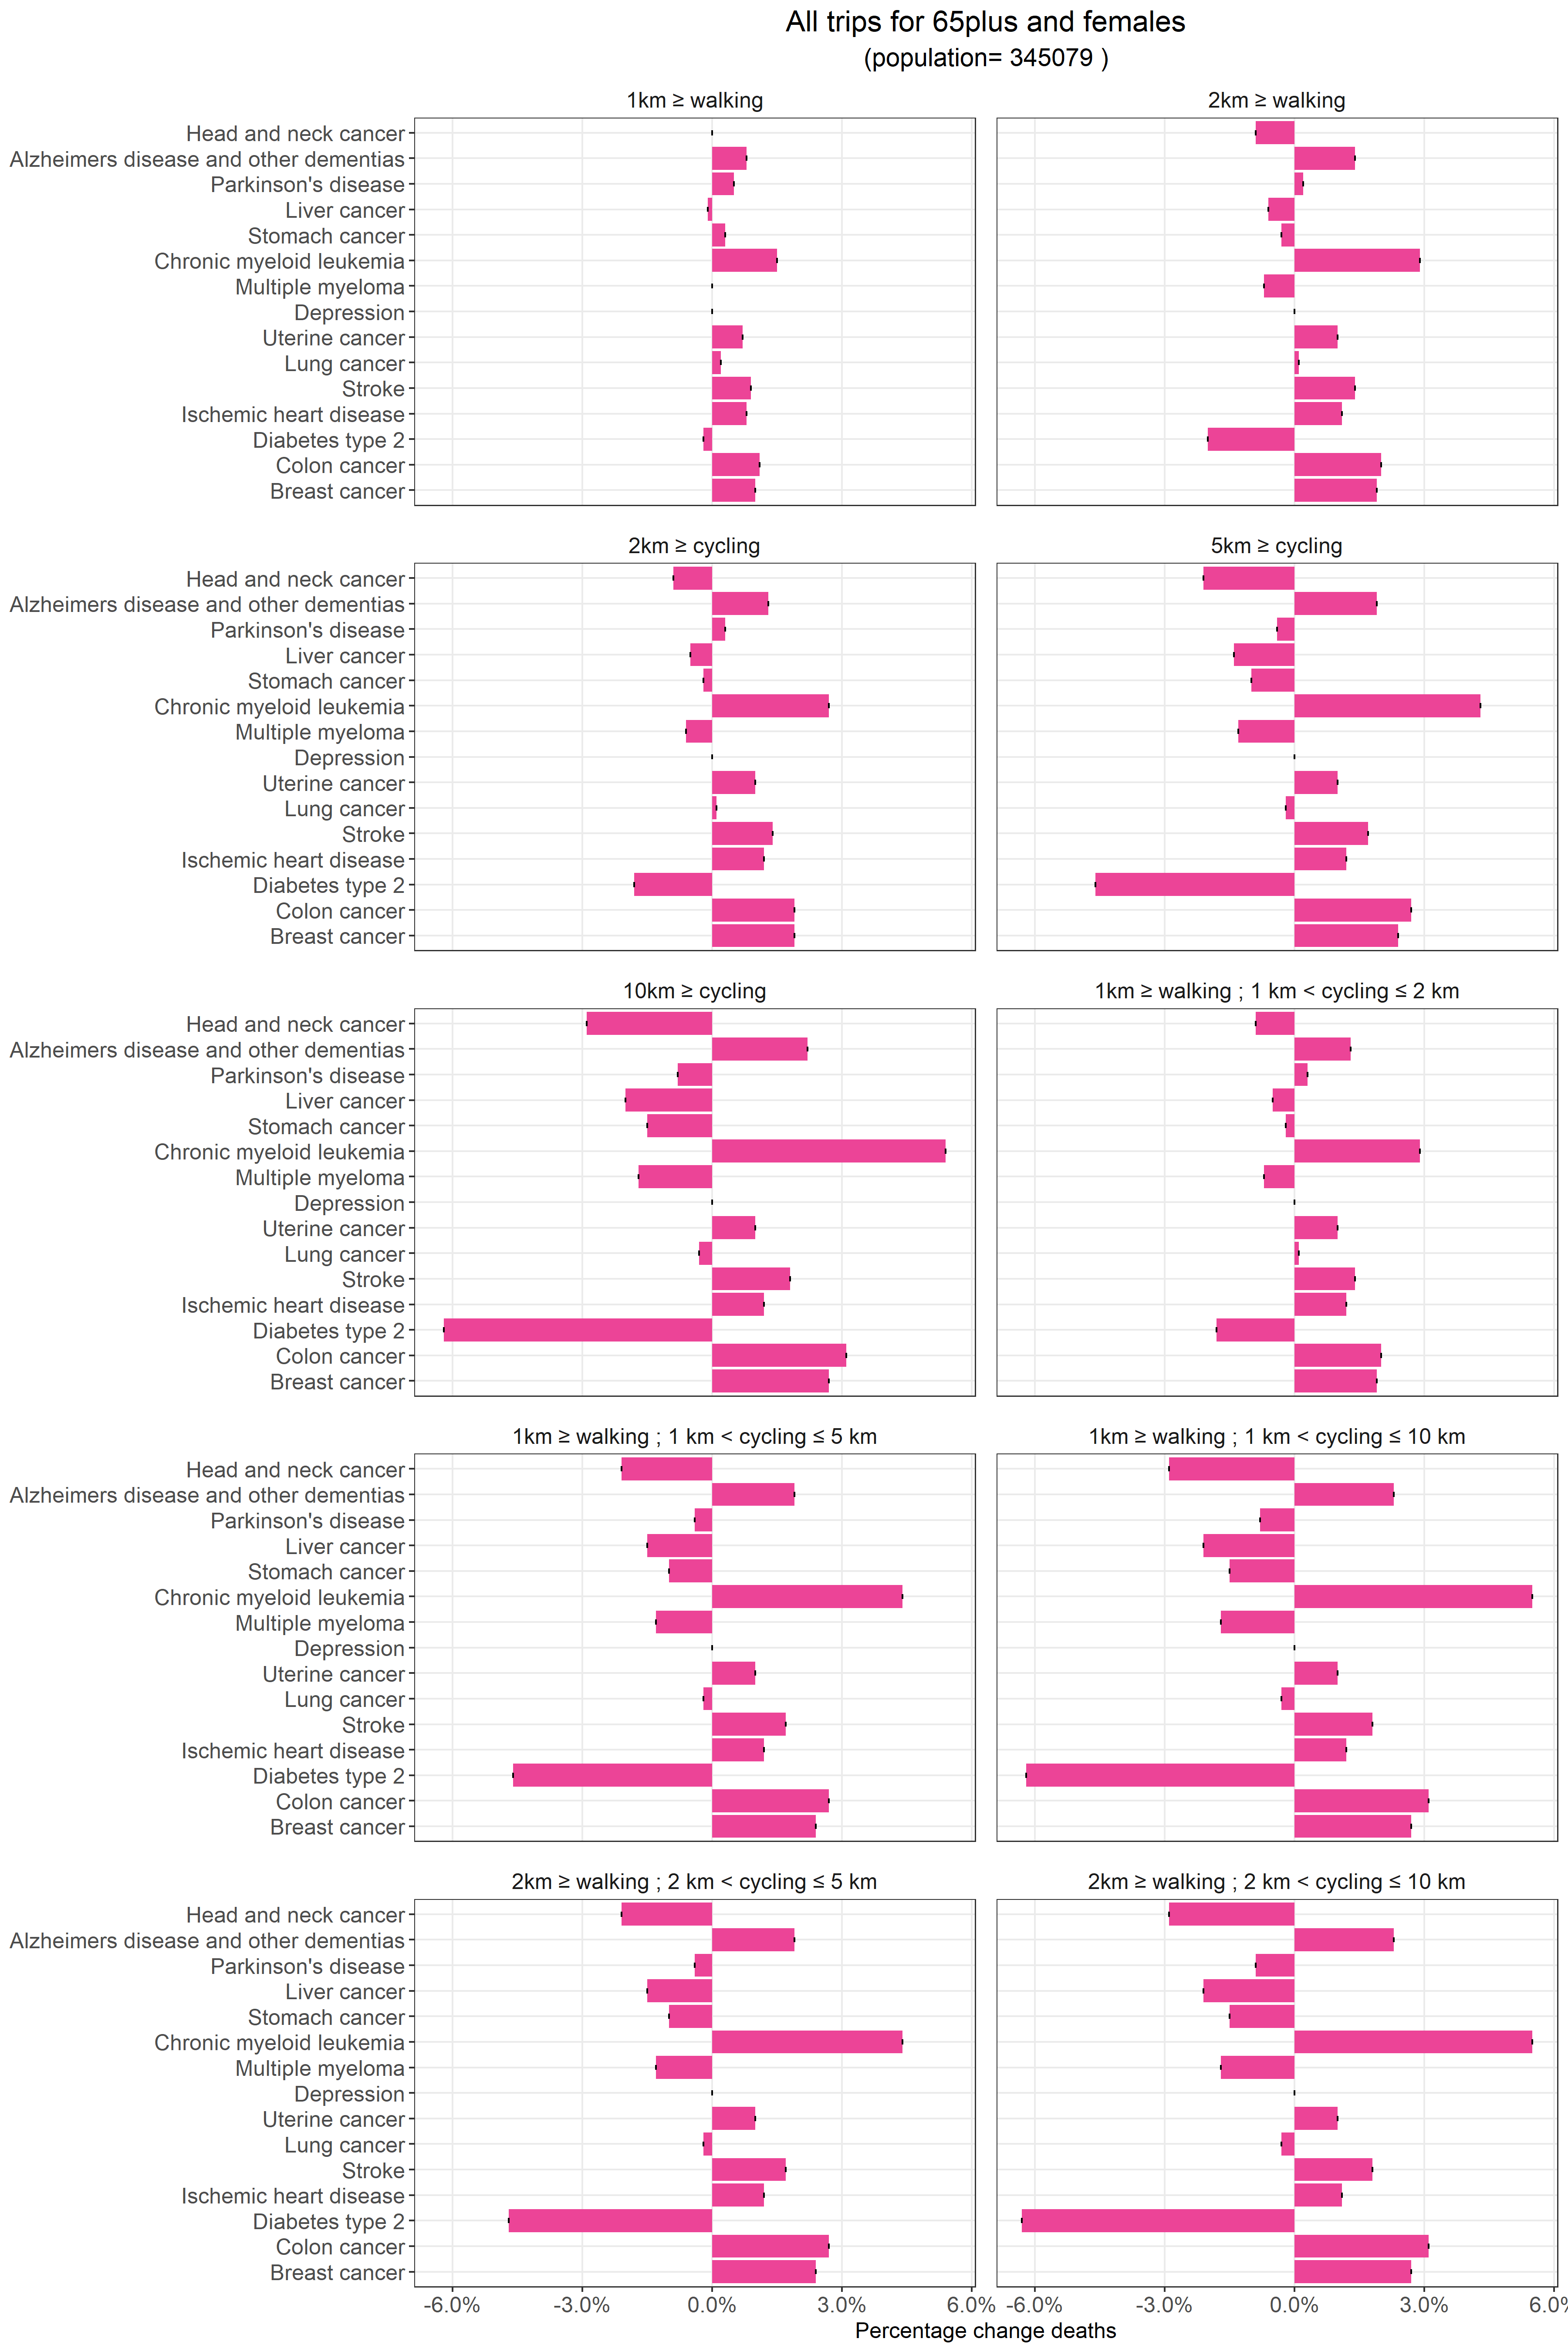 All trips for 65plus and females
(population= 345079 )
1km ≥ walking
2km ≥ walking
Head and neck cancer
Alzheimers disease and other dementias
Parkinson's disease
Liver cancer
Stomach cancer
Chronic myeloid leukemia
Multiple myeloma
Depression
Uterine cancer
Lung cancer
Stroke
Ischemic heart disease
Diabetes type 2
Colon cancer
Breast cancer
2km ≥ cycling
5km ≥ cycling
Head and neck cancer
Alzheimers disease and other dementias
Parkinson's disease
Liver cancer
Stomach cancer
Chronic myeloid leukemia
Multiple myeloma
Depression
Uterine cancer
Lung cancer
Stroke
Ischemic heart disease
Diabetes type 2
Colon cancer
Breast cancer
10km ≥ cycling
1km ≥ walking ; 1 km < cycling ≤ 2 km
Head and neck cancer
Alzheimers disease and other dementias
Parkinson's disease
Liver cancer
Stomach cancer
Chronic myeloid leukemia
Multiple myeloma
Depression
Uterine cancer
Lung cancer
Stroke
Ischemic heart disease
Diabetes type 2
Colon cancer
Breast cancer
1km ≥ walking ; 1 km < cycling ≤ 5 km
1km ≥ walking ; 1 km < cycling ≤ 10 km
Head and neck cancer
Alzheimers disease and other dementias
Parkinson's disease
Liver cancer
Stomach cancer
Chronic myeloid leukemia
Multiple myeloma
Depression
Uterine cancer
Lung cancer
Stroke
Ischemic heart disease
Diabetes type 2
Colon cancer
Breast cancer
2km ≥ walking ; 2 km < cycling ≤ 5 km
2km ≥ walking ; 2 km < cycling ≤ 10 km
Head and neck cancer
Alzheimers disease and other dementias
Parkinson's disease
Liver cancer
Stomach cancer
Chronic myeloid leukemia
Multiple myeloma
Depression
Uterine cancer
Lung cancer
Stroke
Ischemic heart disease
Diabetes type 2
Colon cancer
Breast cancer
-6.0% -3.0% 0.0% 3.0% 6.0% -6.0% -3.0% 0.0% 3.0% 6.0
Percentage change deaths